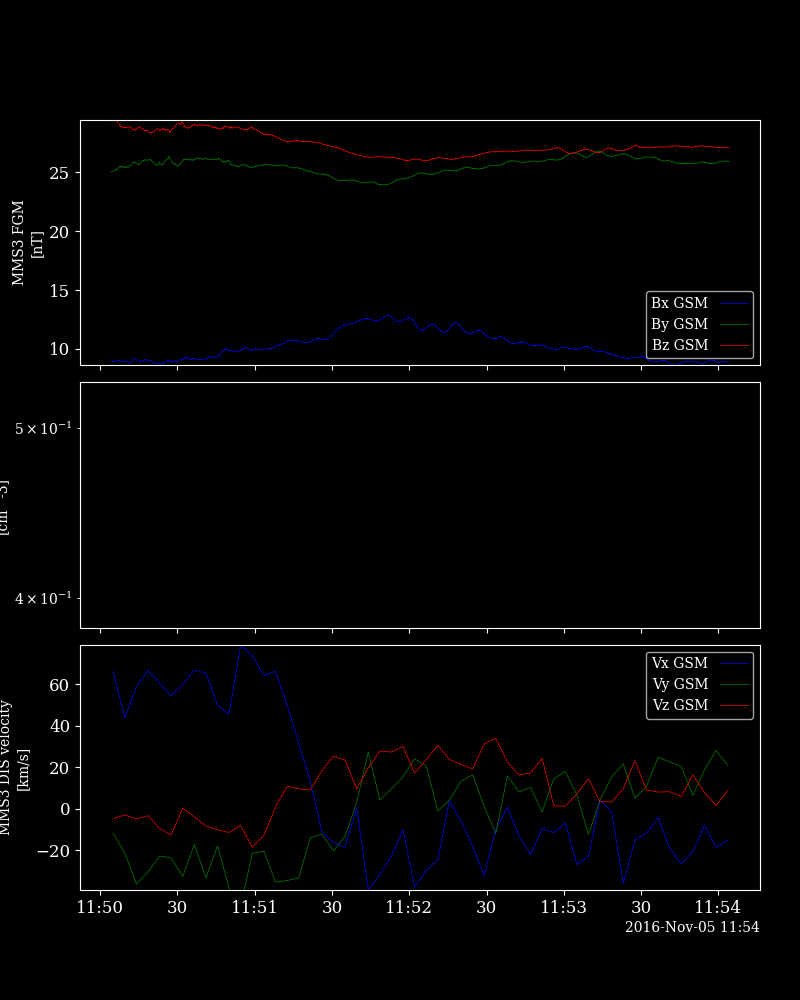 MMS3 FGM
[nT]
25
20
15
10
Bx GSM
By GSM
Bz GSM
[cm -3]
5×10⁻¹
4×10⁻¹
MMS3 DIS velocity
[km/s]
60
40
20
0
−20
Vx GSM
Vy GSM
Vz GSM
11:50 30 11:51 30 11:52 30 11:53 30 11:54
2016-Nov-05 11:54